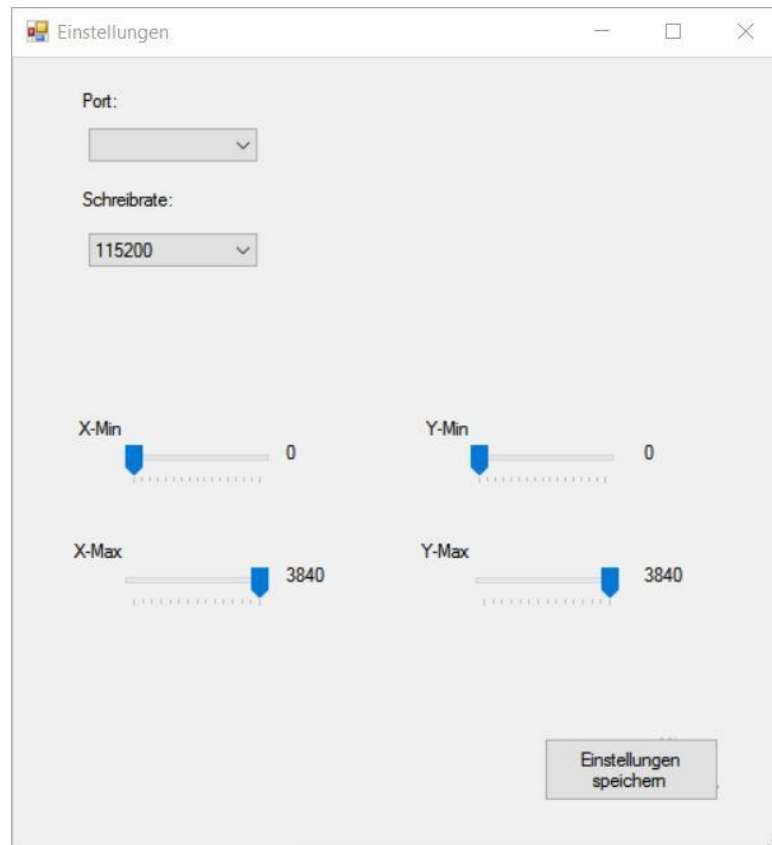 Einstellungen
Port:
Schreibrate:
115200
X-Min
0
Y-Min
0
X-Max
3840
Y-Max
3840
Einstellungen
speichern